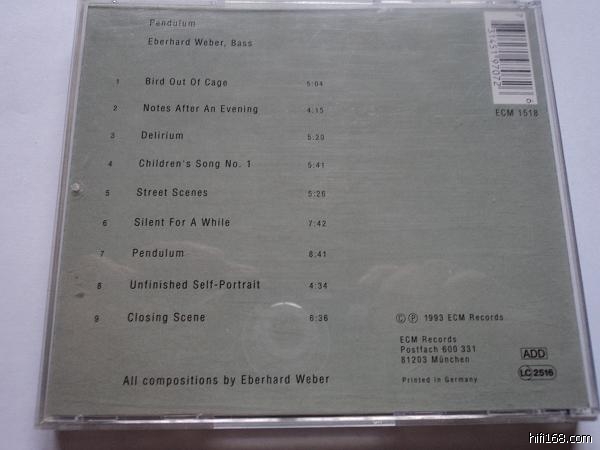 Pendulum
Eberhard Weber, Bass
1 Bird Out Of Cage 5:04
2 Notes After An Evening 4:15
3 Delirium 5:20
4 Children's Song No. 1 5:41
5 Street Scenes 5:26
6 Silent For A While 7:42
7 Pendulum 8:41
8 Unfinished Self-Portrait 4:34
9 Closing Scene 6:36
All compositions by Eberhard Weber
7 31451 97072 6
ECM 1518
© ℗ 1993 ECM Records
ECM Records
Postfach 600 331
81203 München
Printed in Germany
ADD
LC 2516
hifi168.com